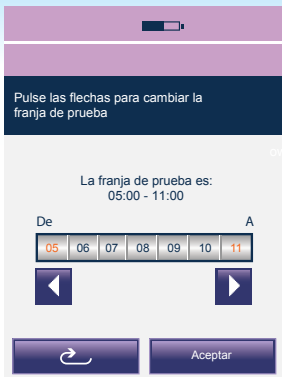 Pulse las flechas para cambiar la
franja de prueba
La franja de prueba es:
05:00 - 11:00
De A
05 06 07 08 09 10 11
Aceptar